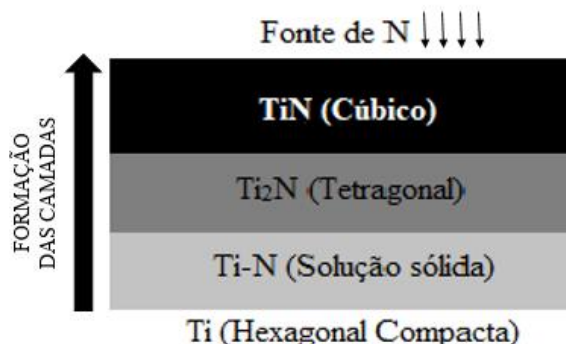 Fonte de N
TiN (Cúbico)
Ti₂N (Tetragonal)
Ti-N (Solução sólida)
Ti (Hexagonal Compacta)
FORMAÇÃO
DAS CAMADAS